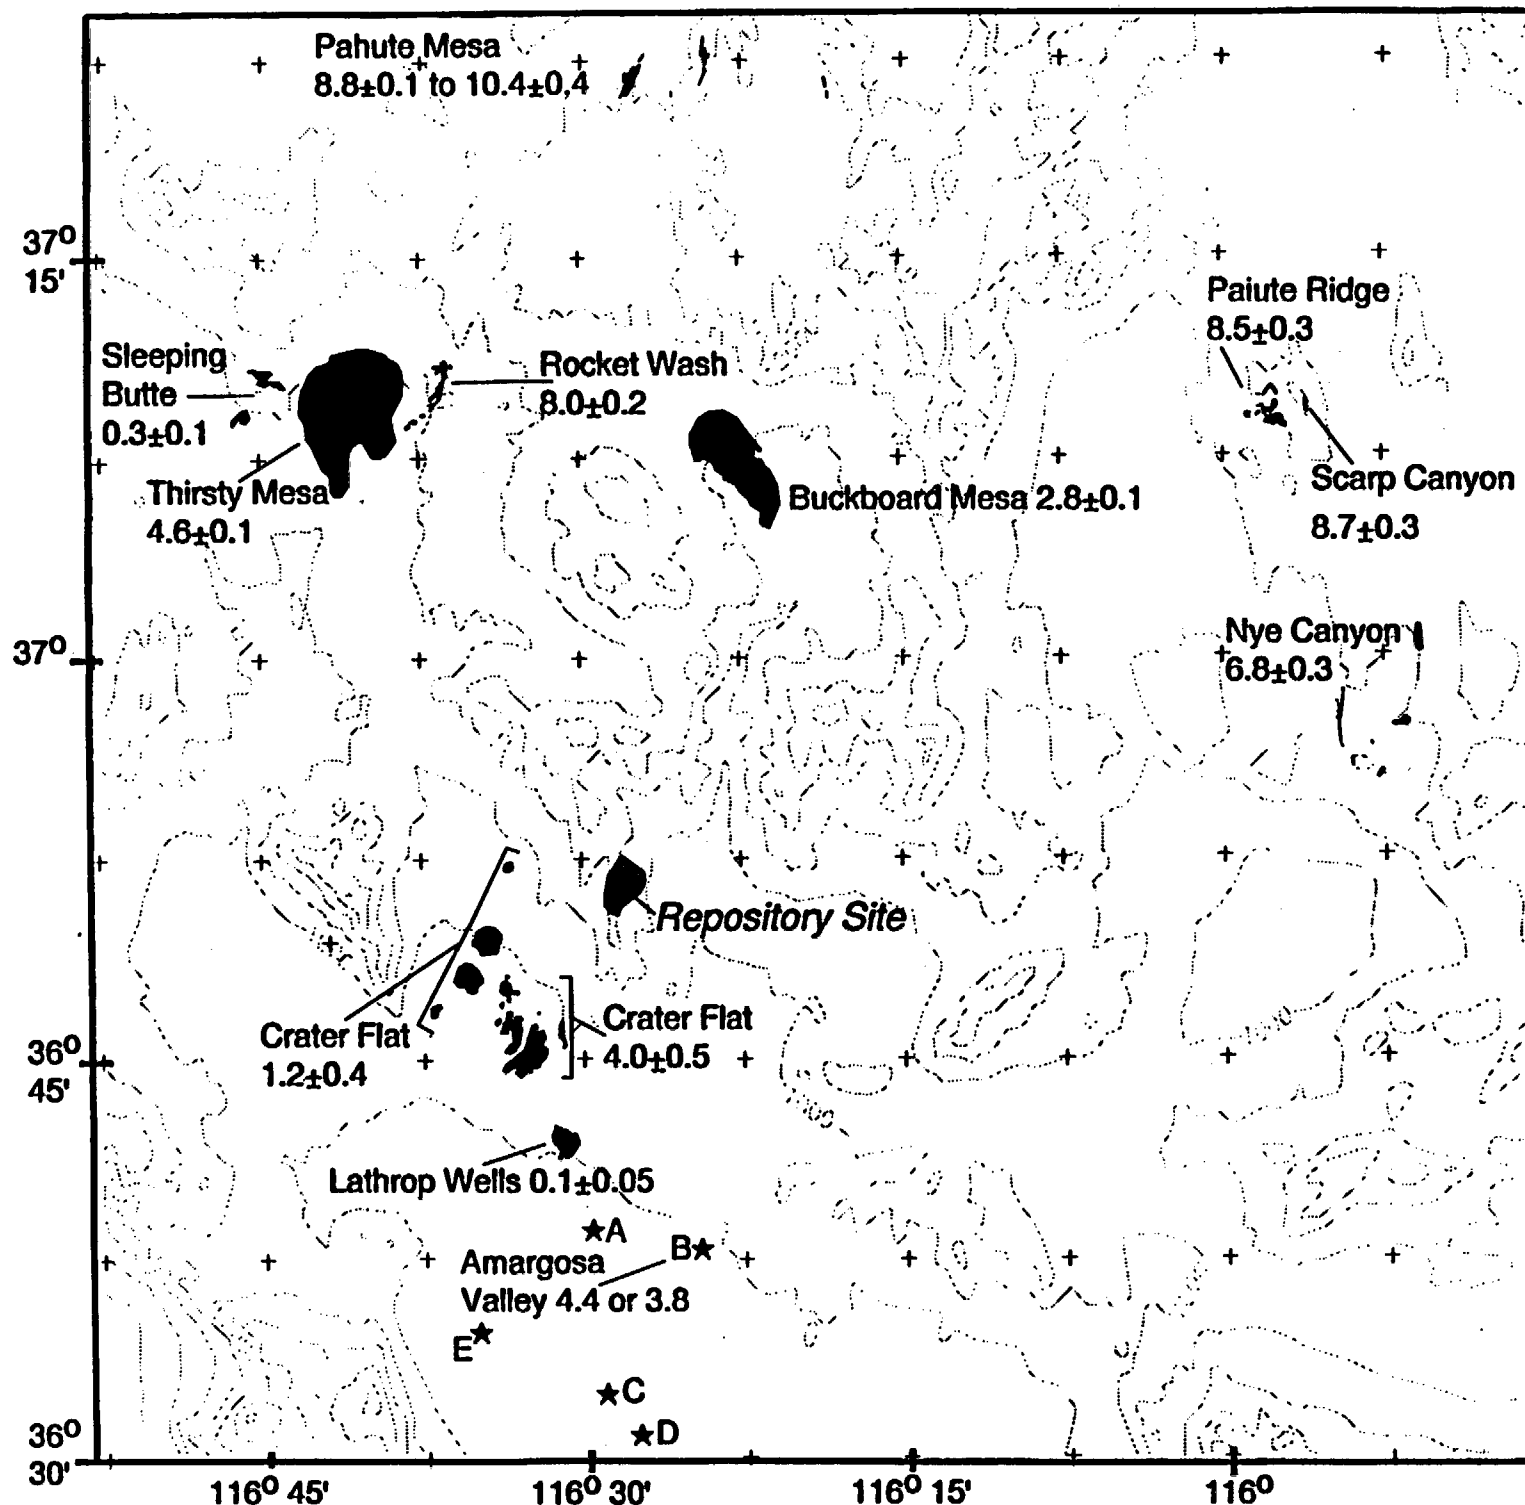 Pahute Mesa
8.8±0.1 to 10.4±0.4
37°
15'
Paiute Ridge
8.5±0.3
Sleeping
Butte
0.3±0.1
Rocket Wash
8.0±0.2
Thirsty Mesa
4.6±0.1
Buckboard Mesa 2.8±0.1
Scarp Canyon
8.7±0.3
37°
Nye Canyon
6.8±0.3
Repository Site
Crater Flat
1.2±0.4
Crater Flat
4.0±0.5
36°
45'
Lathrop Wells 0.1±0.05
A
B
Amargosa
Valley 4.4 or 3.8
E
C
D
36°
30'
116° 45'
116° 30'
116° 15'
116°